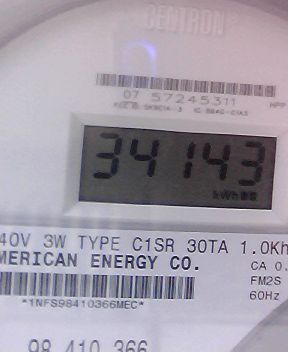 CENTRON
07 57245311
34143
kWh
40V 3W TYPE C1SR 30TA 1.0Kh
MERICAN ENERGY CO.
CA 0.
FM2S
*1NFS98410366MEC*
60Hz
98 410 366